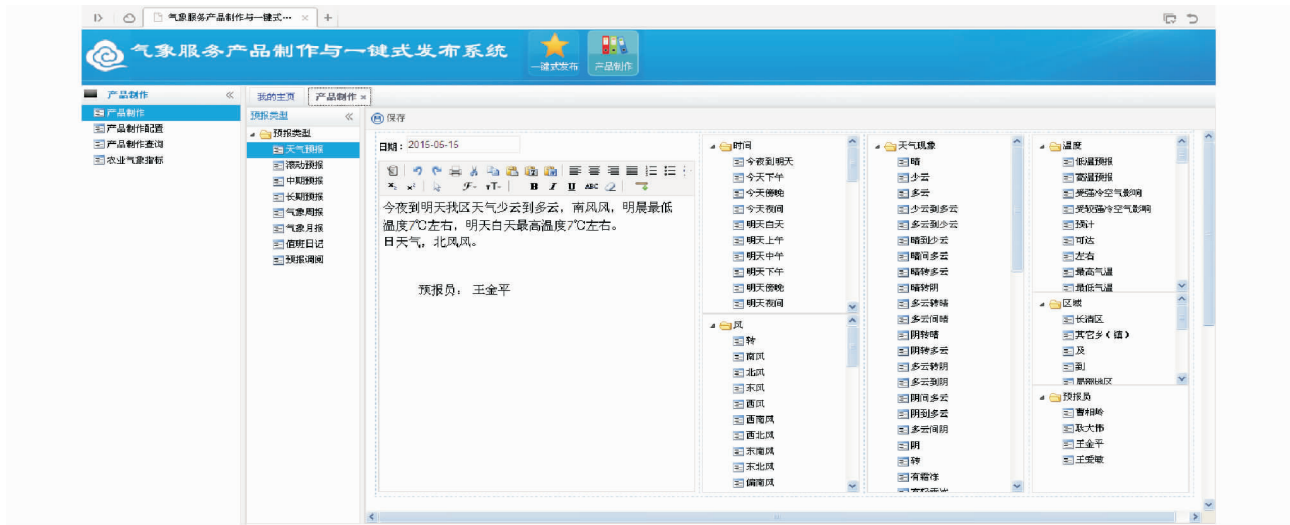 气象服务产品制作与一键式…
气象服务产品制作与一键式发布系统
一键式发布
产品制作
产品制作
产品制作
产品制作配置
产品制作查询
农业气象指标
我的主页
产品制作
预报类型
预报类型
天气预报
滚动预报
中期预报
长期预报
气象周报
气象月报
值班日记
预报调阅
保存
日期：
今夜到明天我区天气少云到多云，南风风，明晨最低
温度7℃左右，明天白天最高温度7℃左右。
日天气，北风风。
预报员：王金平
时间
今夜到明天
今天下午
今天傍晚
今天夜间
明天白天
明天上午
明天中午
明天下午
明天傍晚
明天夜间
风
转
南风
北风
东风
西风
西南风
西北风
东南风
东北风
偏南风
天气现象
晴
少云
多云
少云到多云
多云到少云
晴到少云
晴间多云
晴转多云
晴转阴
多云转晴
多云间晴
阴转晴
阴转多云
多云转阴
多云到阴
阴间多云
阴到多云
多云间阴
阴
转
有霜冻
温度
低温预报
高温预报
受强冷空气影响
受较强冷空气影响
预计
可达
左右
最高气温
最低气温
区域
长清区
其它乡（镇）
及
到
预报员
曹相岭
耿大伟
王金平
王爱敏